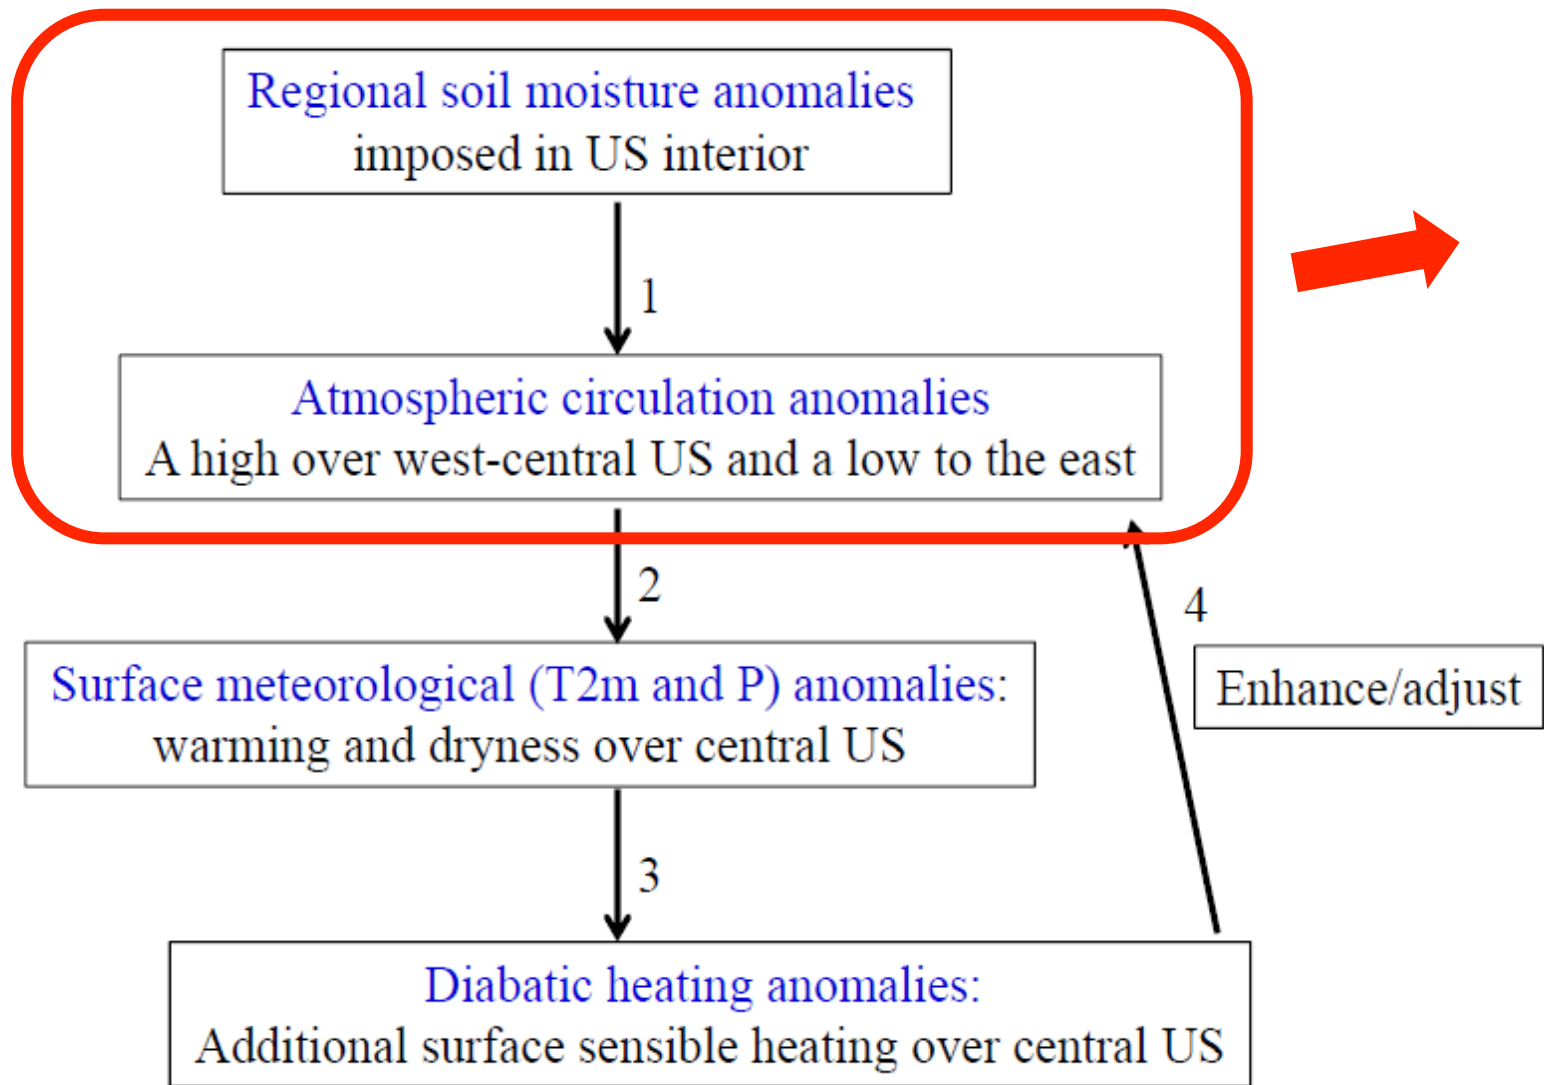 Regional soil moisture anomalies
imposed in US interior
1
Atmospheric circulation anomalies
A high over west-central US and a low to the east
2
4
Surface meteorological (T2m and P) anomalies:
warming and dryness over central US
Enhance/adjust
3
Diabatic heating anomalies:
Additional surface sensible heating over central US